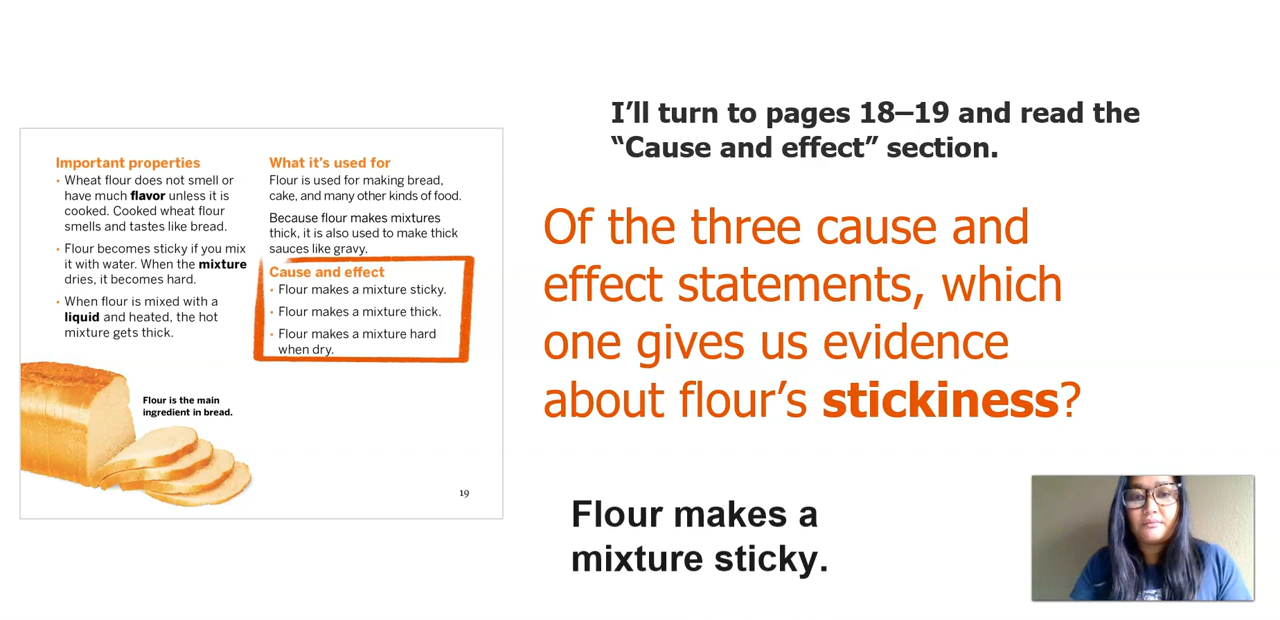 I’ll turn to pages 18–19 and read the
“Cause and effect” section.
Important properties
• Wheat flour does not smell or
have much flavor unless it is
cooked. Cooked wheat flour
smells and tastes like bread.
• Flour becomes sticky if you mix
it with water. When the mixture
dries, it becomes hard.
• When flour is mixed with a
liquid and heated, the hot
mixture gets thick.
Flour is the main
ingredient in bread.
What it’s used for
Flour is used for making bread,
cake, and many other kinds of food.
Because flour makes mixtures
thick, it is also used to make thick
sauces like gravy.
Cause and effect
• Flour makes a mixture sticky.
• Flour makes a mixture thick.
• Flour makes a mixture hard
when dry.
19
Of the three cause and
effect statements, which
one gives us evidence
about flour’s stickiness?
Flour makes a
mixture sticky.